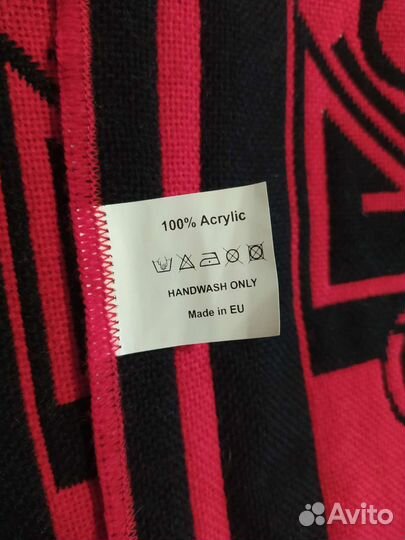 100% Acrylic
HANDWASH ONLY
Made in EU
Avito